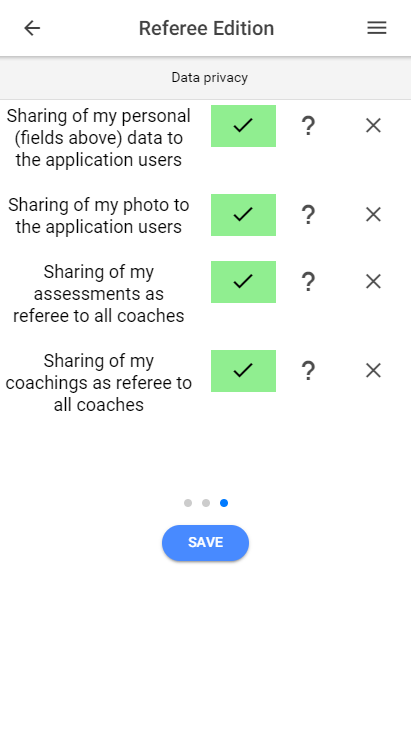 Referee Edition
Data privacy
Sharing of my personal
(fields above) data to
the application users
?
Sharing of my photo to
the application users
?
Sharing of my
assessments as
referee to all coaches
?
Sharing of my
coachings as referee to
all coaches
?
SAVE